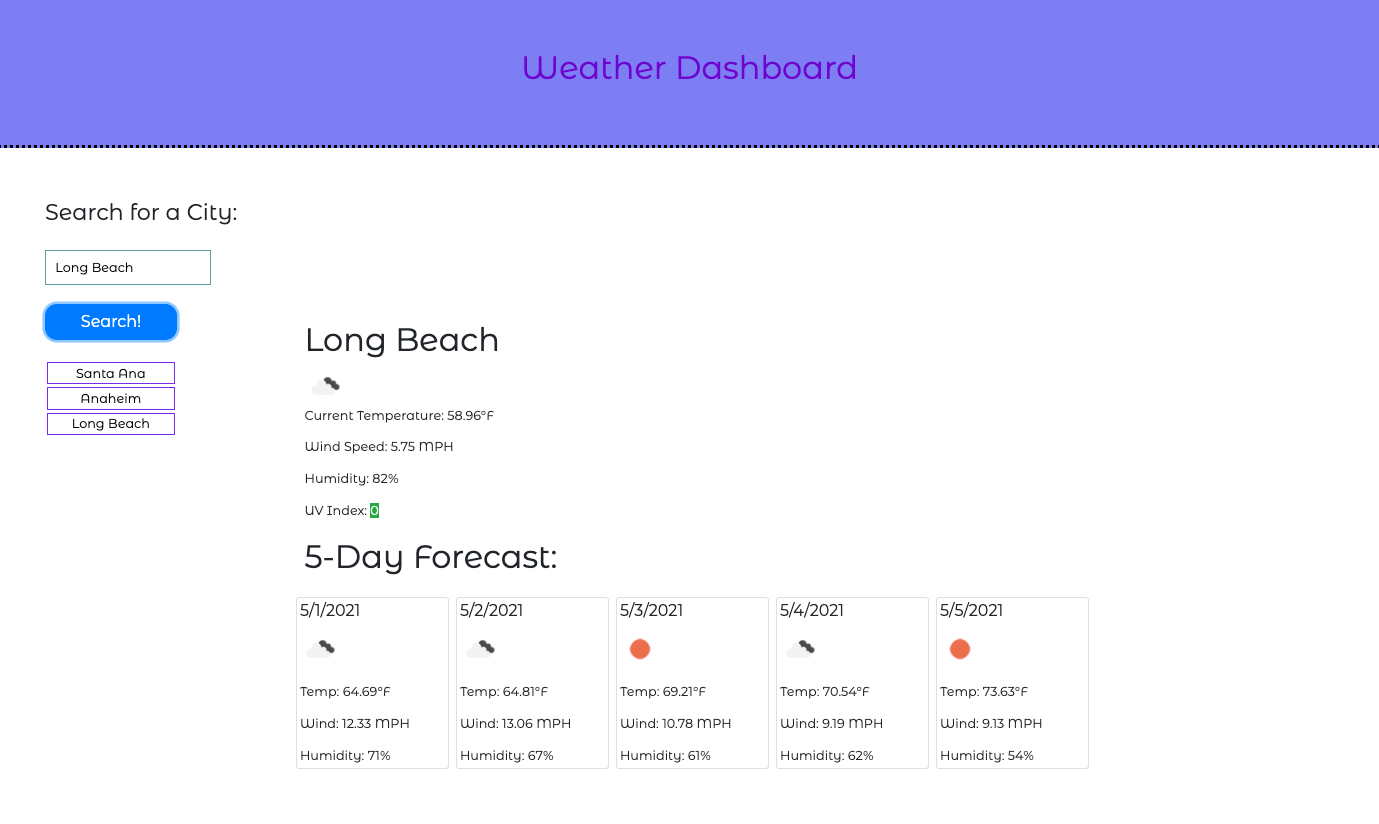 Weather Dashboard
Search for a City:
Long Beach
Search!
Santa Ana
Anaheim
Long Beach
Long Beach
Current Temperature: 58.96°F
Wind Speed: 5.75 MPH
Humidity: 82%
UV Index: 0
5-Day Forecast:
5/1/2021
Temp: 64.69°F
Wind: 12.33 MPH
Humidity: 71%
5/2/2021
Temp: 64.81°F
Wind: 13.06 MPH
Humidity: 67%
5/3/2021
Temp: 69.21°F
Wind: 10.78 MPH
Humidity: 61%
5/4/2021
Temp: 70.54°F
Wind: 9.19 MPH
Humidity: 62%
5/5/2021
Temp: 73.63°F
Wind: 9.13 MPH
Humidity: 54%